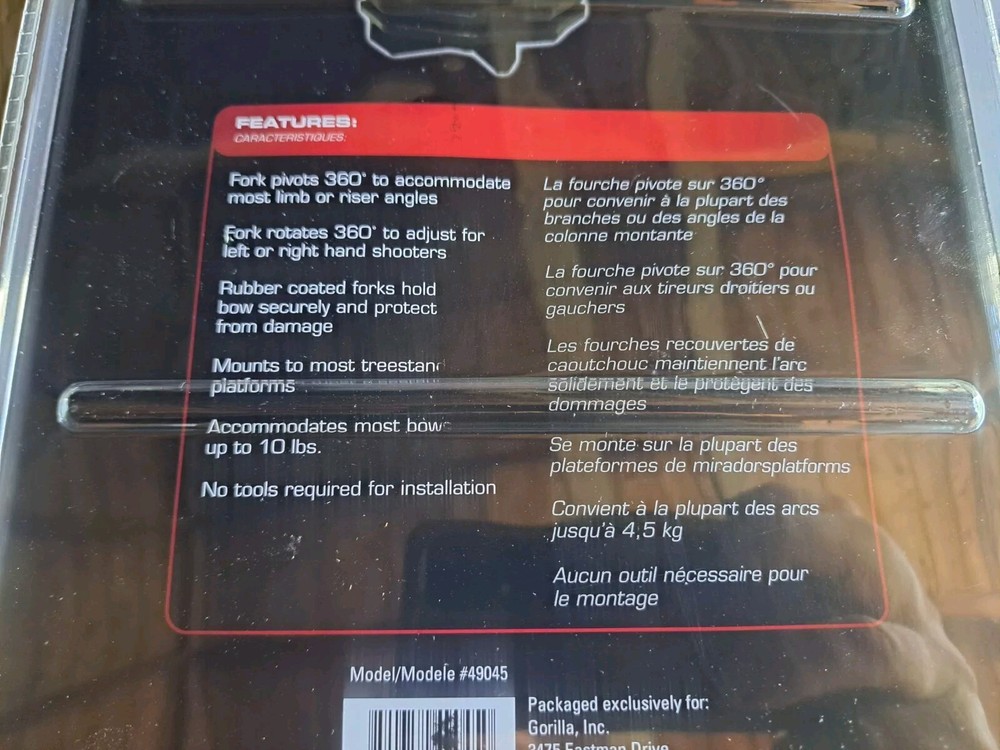 FEATURES:
CARACTERISTIQUES:
Fork pivots 360° to accommodate
most limb or riser angles
Fork rotates 360° to adjust for
left or right hand shooters
Rubber coated forks hold
bow securely and protect
from damage
Mounts to most treestand
platforms
Accommodates most bows
up to 10 lbs.
No tools required for installation
La fourche pivote sur 360°
pour convenir à la plupart des
branches ou des angles de la
colonne montante
La fourche pivote sur 360° pour
convenir aux tireurs droitiers ou
gauchers
Les fourches recouvertes de
caoutchouc maintiennent l'arc
solidement et le protègent des
dommages
Se monte sur la plupart des
plateformes de miradorsplatforms
Convient à la plupart des arcs
jusqu'à 4,5 kg
Aucun outil nécessaire pour
le montage
Model/Modele #49045
Packaged exclusively for:
Gorilla, Inc.
3475 Eastman Drive